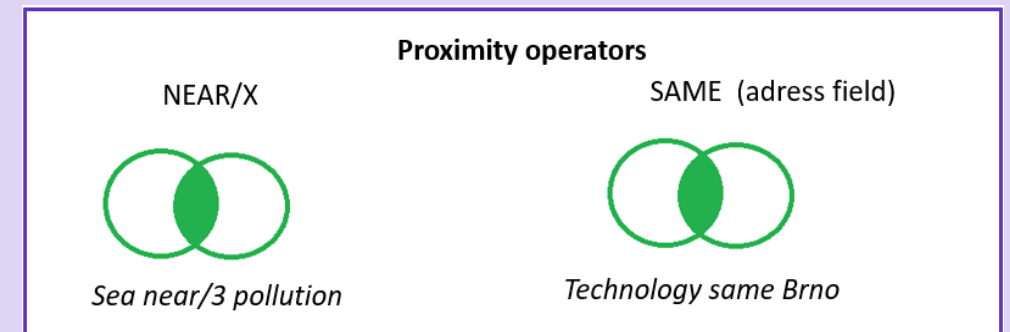 Proximity operators
NEAR/X
SAME (adress field)
Sea near/3 pollution
Technology same Brno